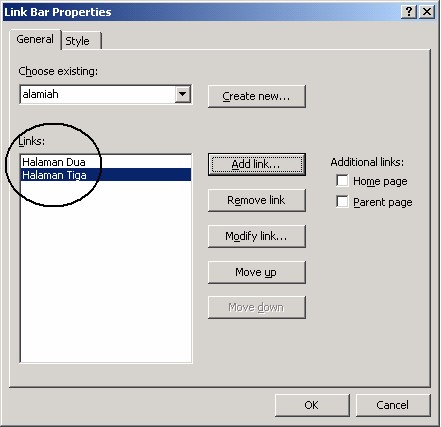 Link Bar Properties
General
Style
Choose existing:
alamiah
Create new...
Links:
Halaman Dua
Halaman Tiga
Add link...
Remove link
Modify link...
Move up
Move down
Additional links:
Home page
Parent page
OK
Cancel